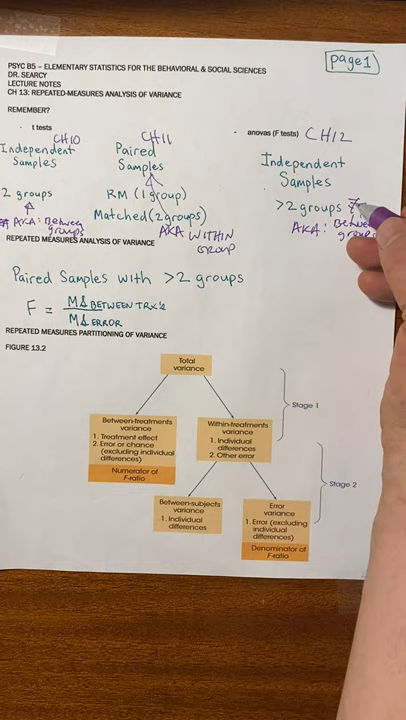 page1
PSYC B5 – ELEMENTARY STATISTICS FOR THE BEHAVIORAL & SOCIAL SCIENCES
DR. SEARCY
LECTURE NOTES
CH 13: REPEATED-MEASURES ANALYSIS OF VARIANCE
REMEMBER?
- t tests
CH10
Independent
Samples
2 groups
AKA: Between
groups
CH11
Paired
Samples
RM (1 group)
Matched (2 groups)
AKA WITHIN
GROUP
- anovas (F tests) CH12
Independent
Samples
>2 groups
AKA: Between
REPEATED MEASURES ANALYSIS OF VARIANCE
Paired Samples with >2 groups
F = MS BETWEEN TRX's
MS ERROR
REPEATED MEASURES PARTITIONING OF VARIANCE
FIGURE 13.2
Total
variance
Stage 1
Between-treatments
variance
1. Treatment effect
2. Error or chance
(excluding individual
differences)
Numerator of
F-ratio
Within-treatments
variance
1. Individual
differences
2. Other error
Stage 2
Between-subjects
variance
1. Individual
differences
Error
variance
1. Error (excluding
individual
differences)
Denominator of
F-ratio